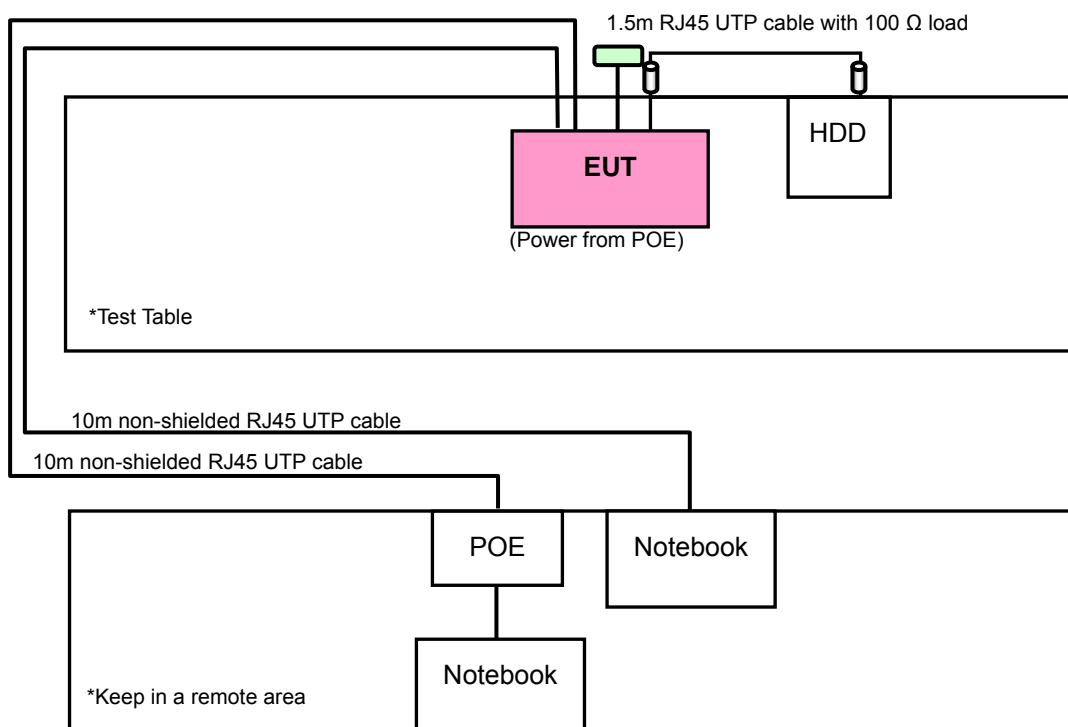 1.5m RJ45 UTP cable with 100 Ω load
HDD
EUT
(Power from POE)
*Test Table
10m non-shielded RJ45 UTP cable
10m non-shielded RJ45 UTP cable
POE
Notebook
Notebook
*Keep in a remote area